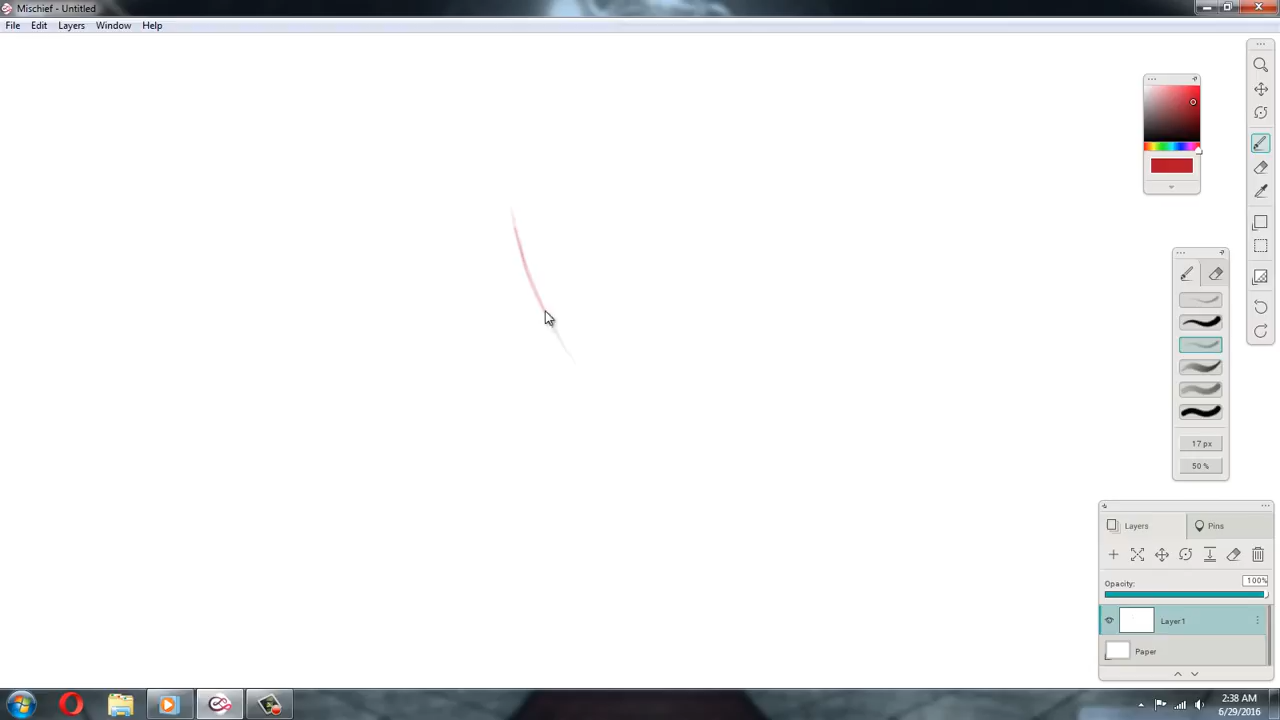 Mischief - Untitled
File Edit Layers Window Help
17 px
50 %
Layers Pins
Opacity: 100%
Layer1
Paper
2:38 AM
6/29/2016